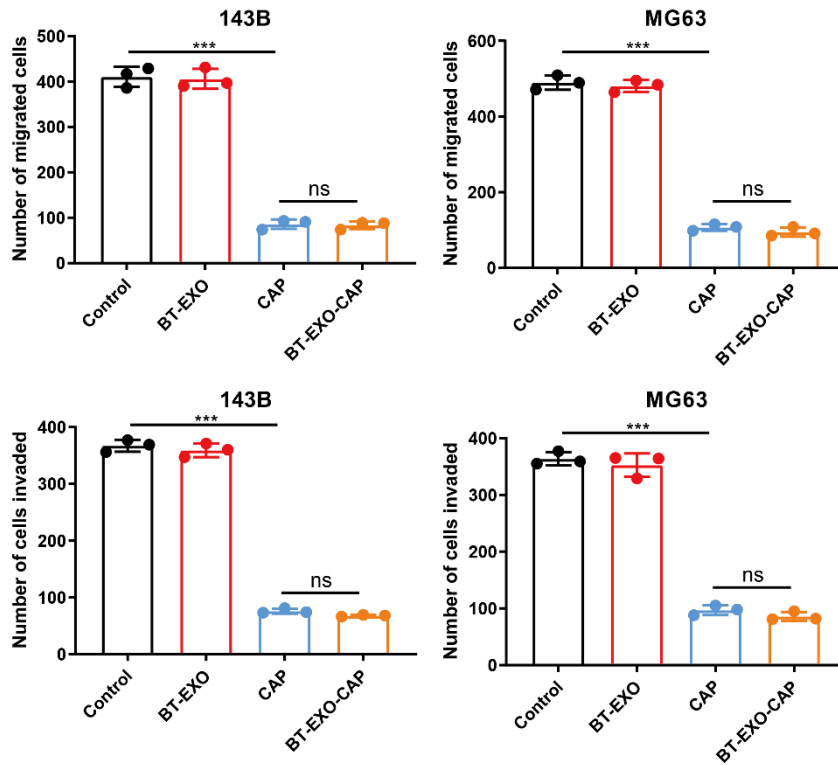 143B
Number of migrated cells
500
400
300
200
100
0
***
ns
Control
BT-EXO
CAP
BT-EXO-CAP
MG63
Number of migrated cells
600
400
200
0
***
ns
Control
BT-EXO
CAP
BT-EXO-CAP
143B
Number of cells invaded
400
300
200
100
0
***
ns
Control
BT-EXO
CAP
BT-EXO-CAP
MG63
Number of cells invaded
400
300
200
100
0
***
ns
Control
BT-EXO
CAP
BT-EXO-CAP